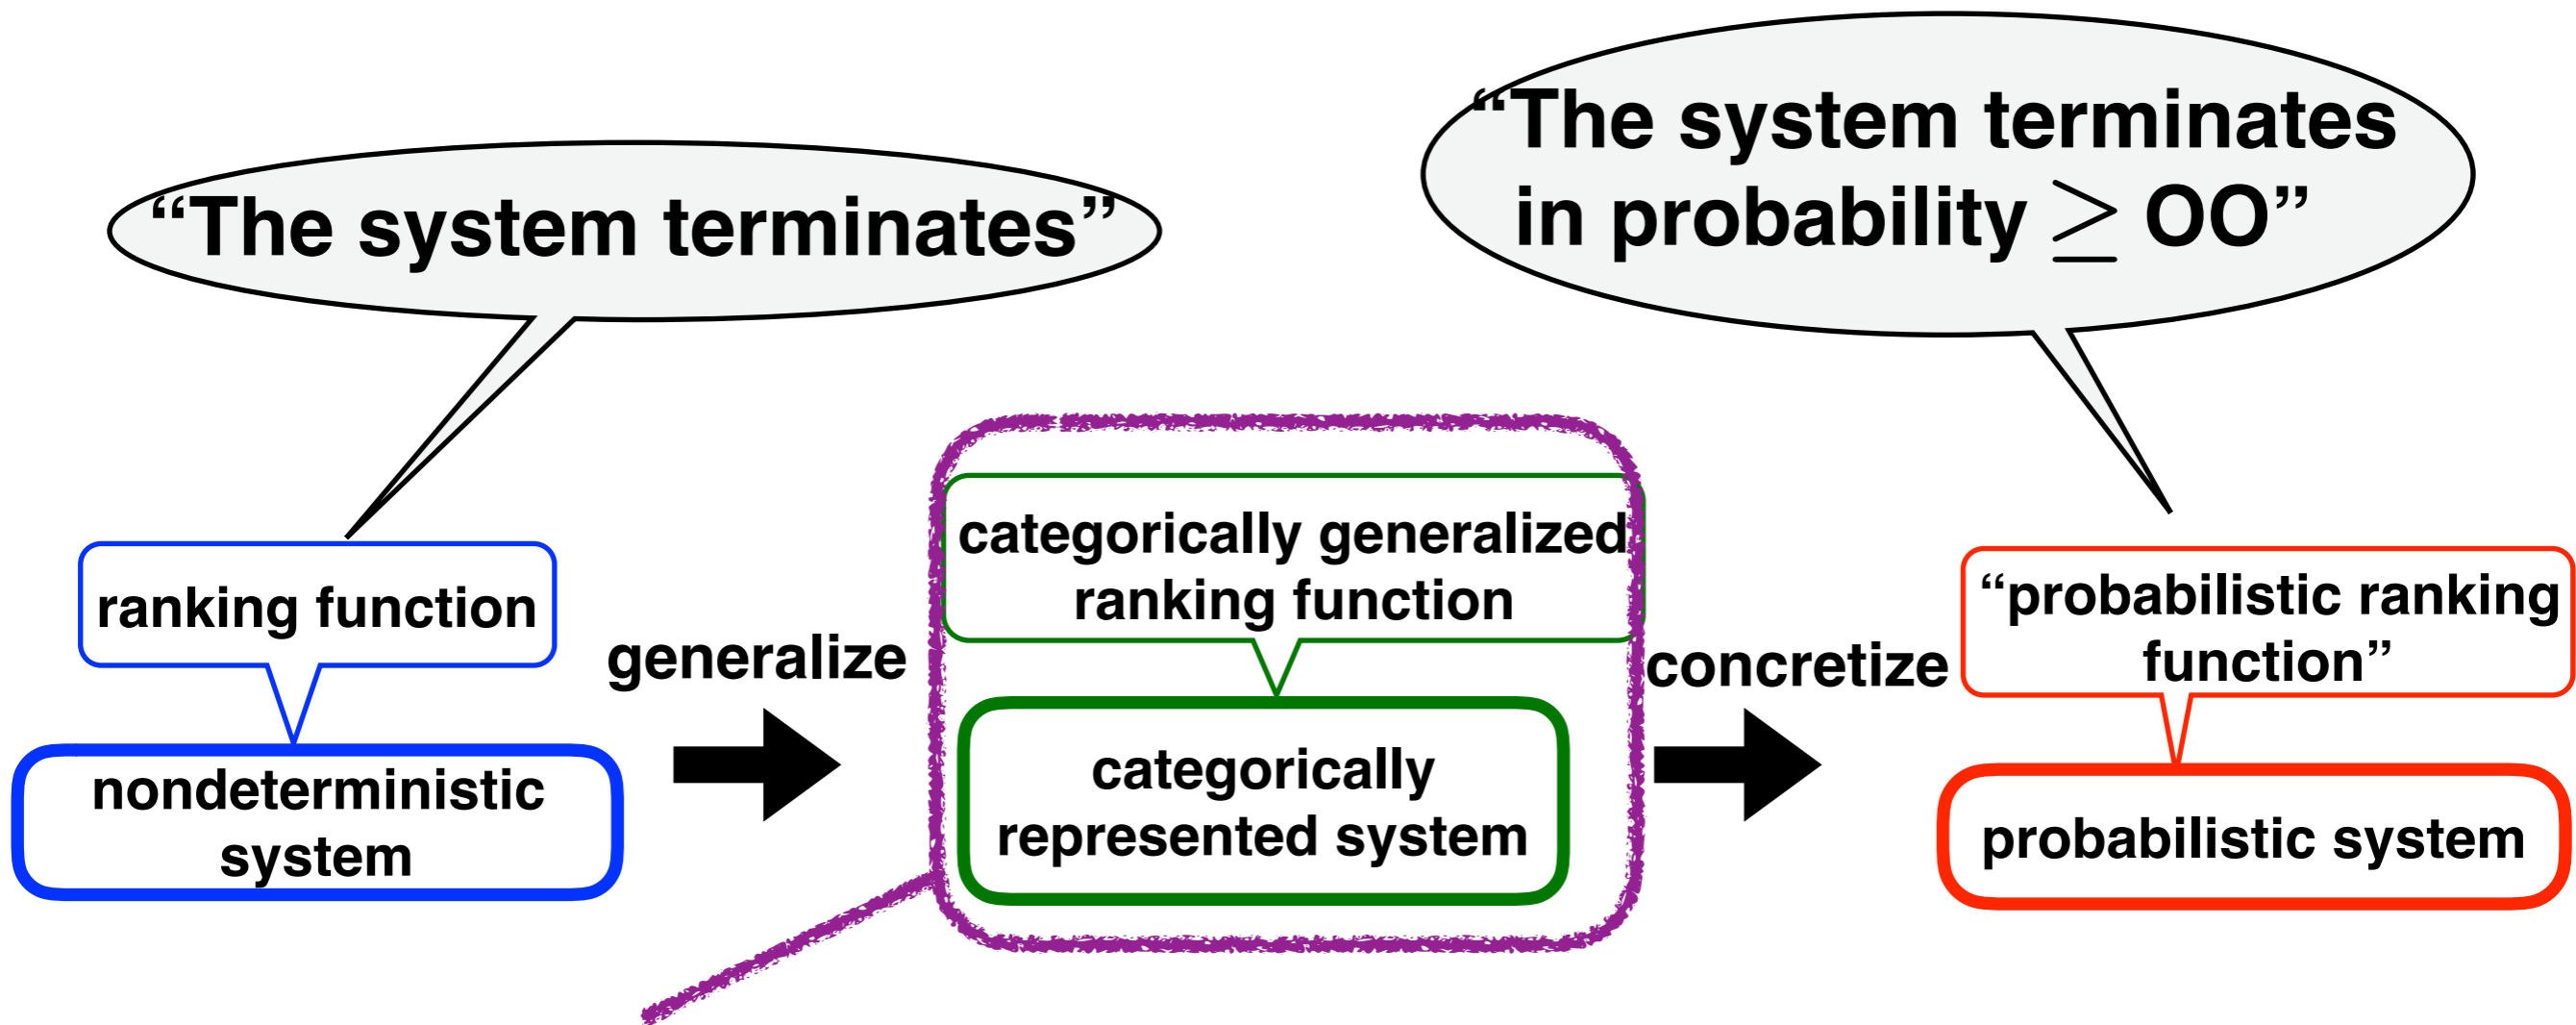 “The system terminates”
“The system terminates
in probability ≥ OO”
ranking function
nondeterministic
system
generalize
categorically generalized
ranking function
categorically
represented system
concretize
“probabilistic ranking
function”
probabilistic system